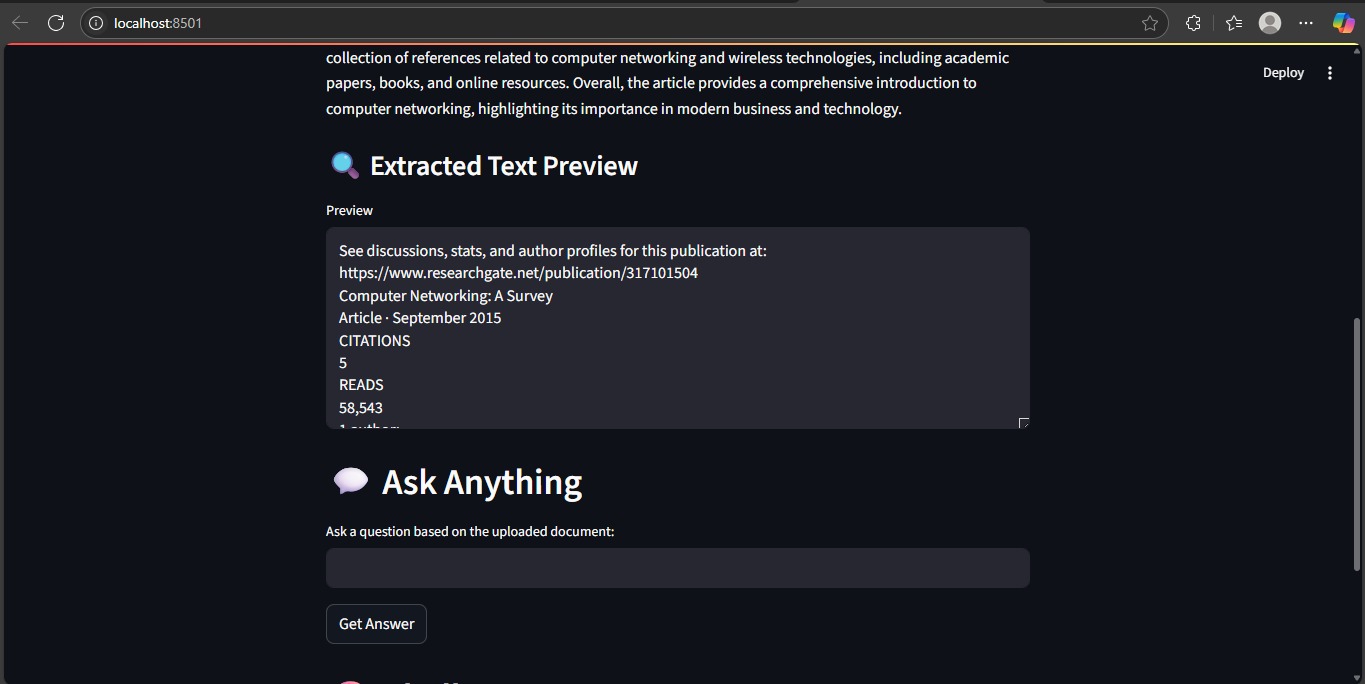 localhost:8501
collection of references related to computer networking and wireless technologies, including academic
papers, books, and online resources. Overall, the article provides a comprehensive introduction to
computer networking, highlighting its importance in modern business and technology.
Deploy
Extracted Text Preview
Preview
See discussions, stats, and author profiles for this publication at:
https://www.researchgate.net/publication/317101504
Computer Networking: A Survey
Article · September 2015
CITATIONS
5
READS
58,543
1 author:
Ask Anything
Ask a question based on the uploaded document:
Get Answer